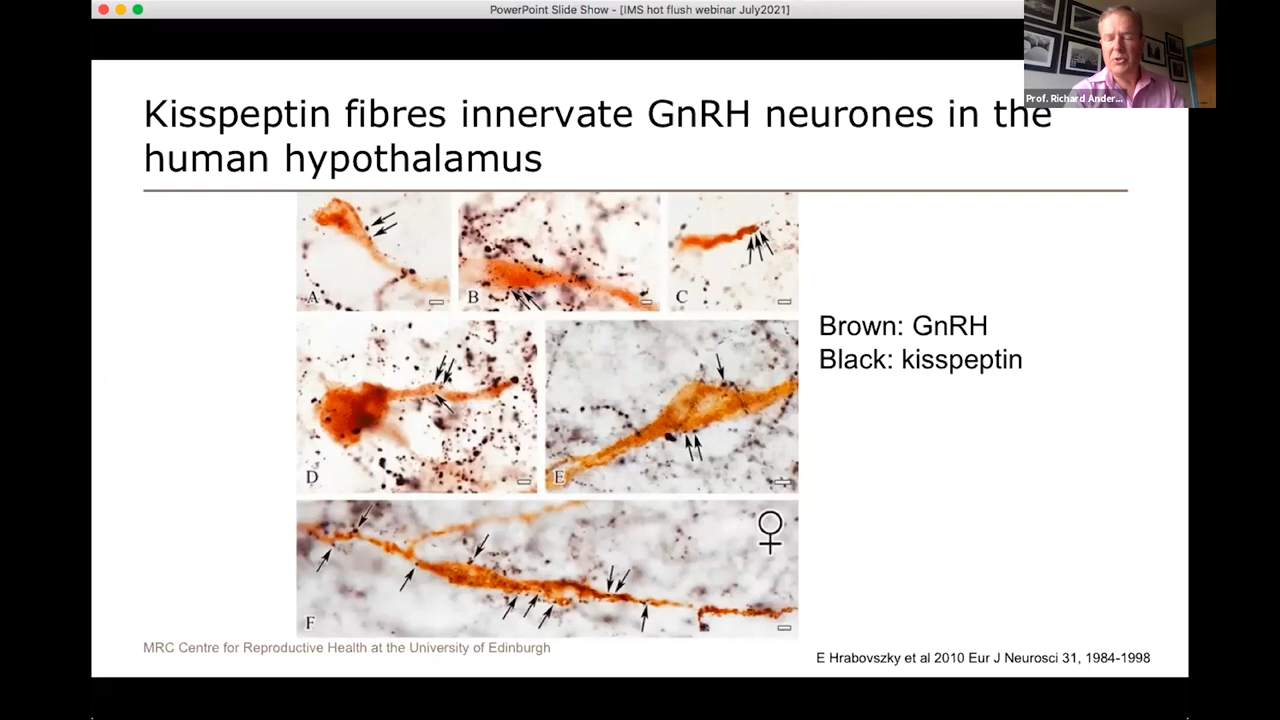 PowerPoint Slide Show - [IMS hot flush webinar July2021]
Prof. Richard Ander...
Kisspeptin fibres innervate GnRH neurones in the
human hypothalamus
A
B
C
Brown: GnRH
Black: kisspeptin
D
E
F
MRC Centre for Reproductive Health at the University of Edinburgh
E Hrabovszky et al 2010 Eur J Neurosci 31, 1984-1998